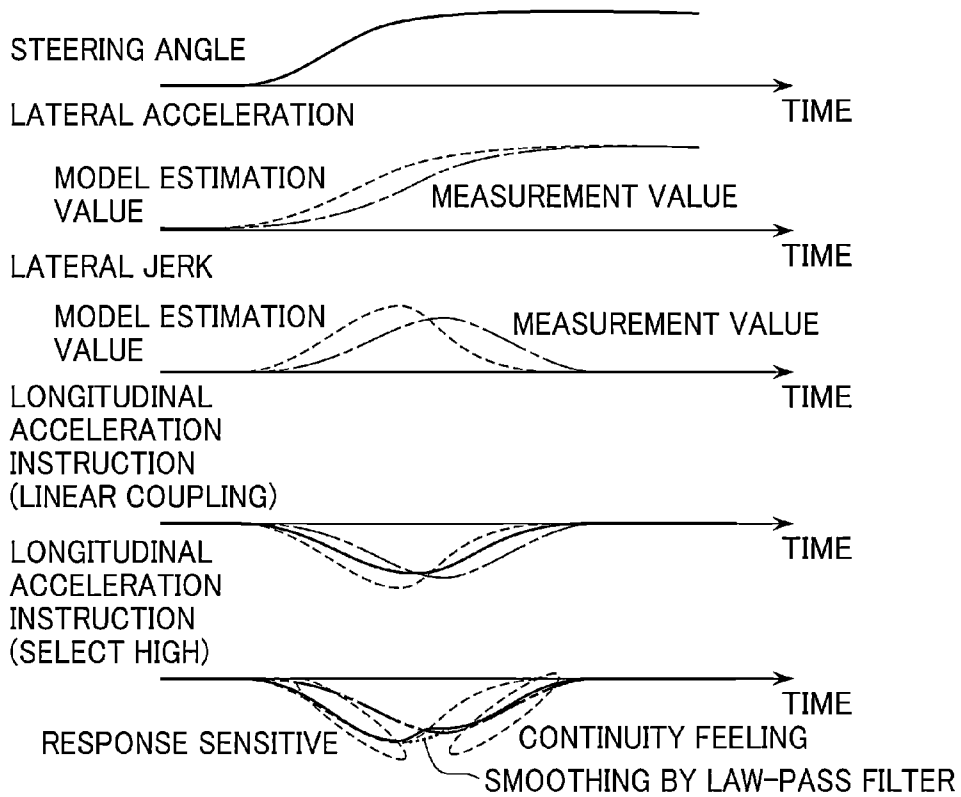 STEERING ANGLE
TIME
LATERAL ACCELERATION
MODEL ESTIMATION
VALUE
MEASUREMENT VALUE
TIME
LATERAL JERK
MODEL ESTIMATION
VALUE
MEASUREMENT VALUE
TIME
LONGITUDINAL
ACCELERATION
INSTRUCTION
(LINEAR COUPLING)
TIME
LONGITUDINAL
ACCELERATION
INSTRUCTION
(SELECT HIGH)
TIME
RESPONSE SENSITIVE
CONTINUITY FEELING
SMOOTHING BY LAW-PASS FILTER